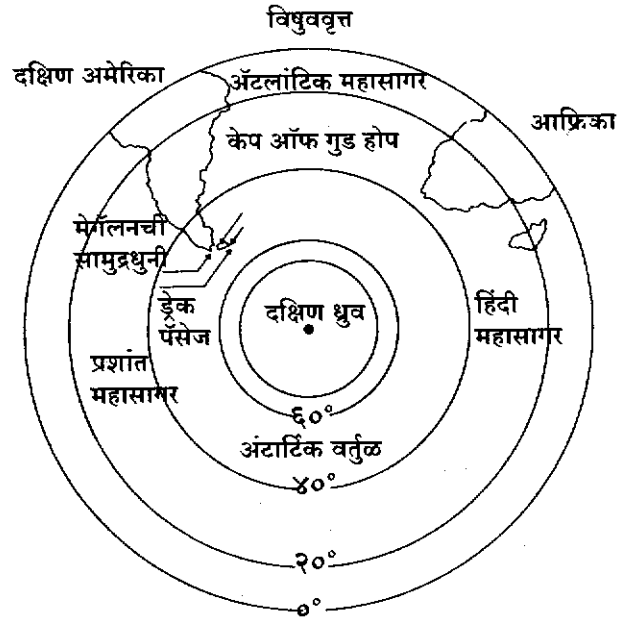 विषुववृत्त
दक्षिण अमेरिका
ॲटलांटिक महासागर
आफ्रिका
केप ऑफ गुड होप
मेगॅलनची
सामुद्रधुनी
ड्रेक
पॅसेज
दक्षिण ध्रुव
हिंदी
महासागर
प्रशांत
महासागर
६०°
अंटार्टिक वर्तुळ
४०°
२०°
०°